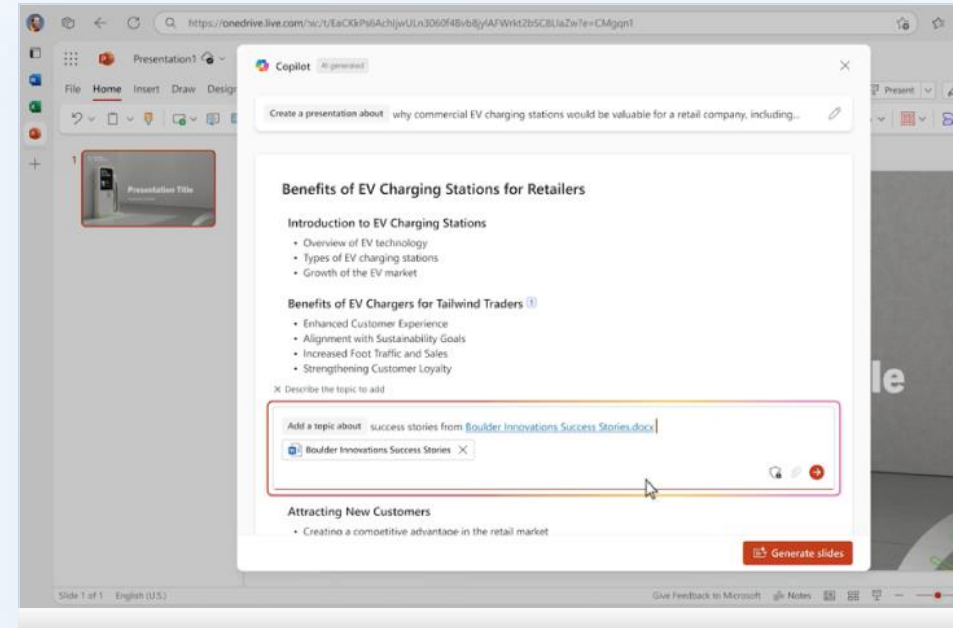 https://onedrive.live.com/
Presentation1
File Home Insert Draw Design
Present
1
Presentation Title
Copilot AI generated
Create a presentation about why commercial EV charging stations would be valuable for a retail company, including...
Benefits of EV Charging Stations for Retailers
Introduction to EV Charging Stations
• Overview of EV technology
• Types of EV charging stations
• Growth of the EV market
Benefits of EV Chargers for Tailwind Traders 1
• Enhanced Customer Experience
• Alignment with Sustainability Goals
• Increased Foot Traffic and Sales
• Strengthening Customer Loyalty
Describe the topic to add
Add a topic about success stories from Boulder Innovations Success Stories.docx
Boulder Innovations Success Stories
Attracting New Customers
• Creating a competitive advantage in the retail market
Generate slides
le
Slide 1 of 1 English (U.S.)
Give Feedback to Microsoft Notes